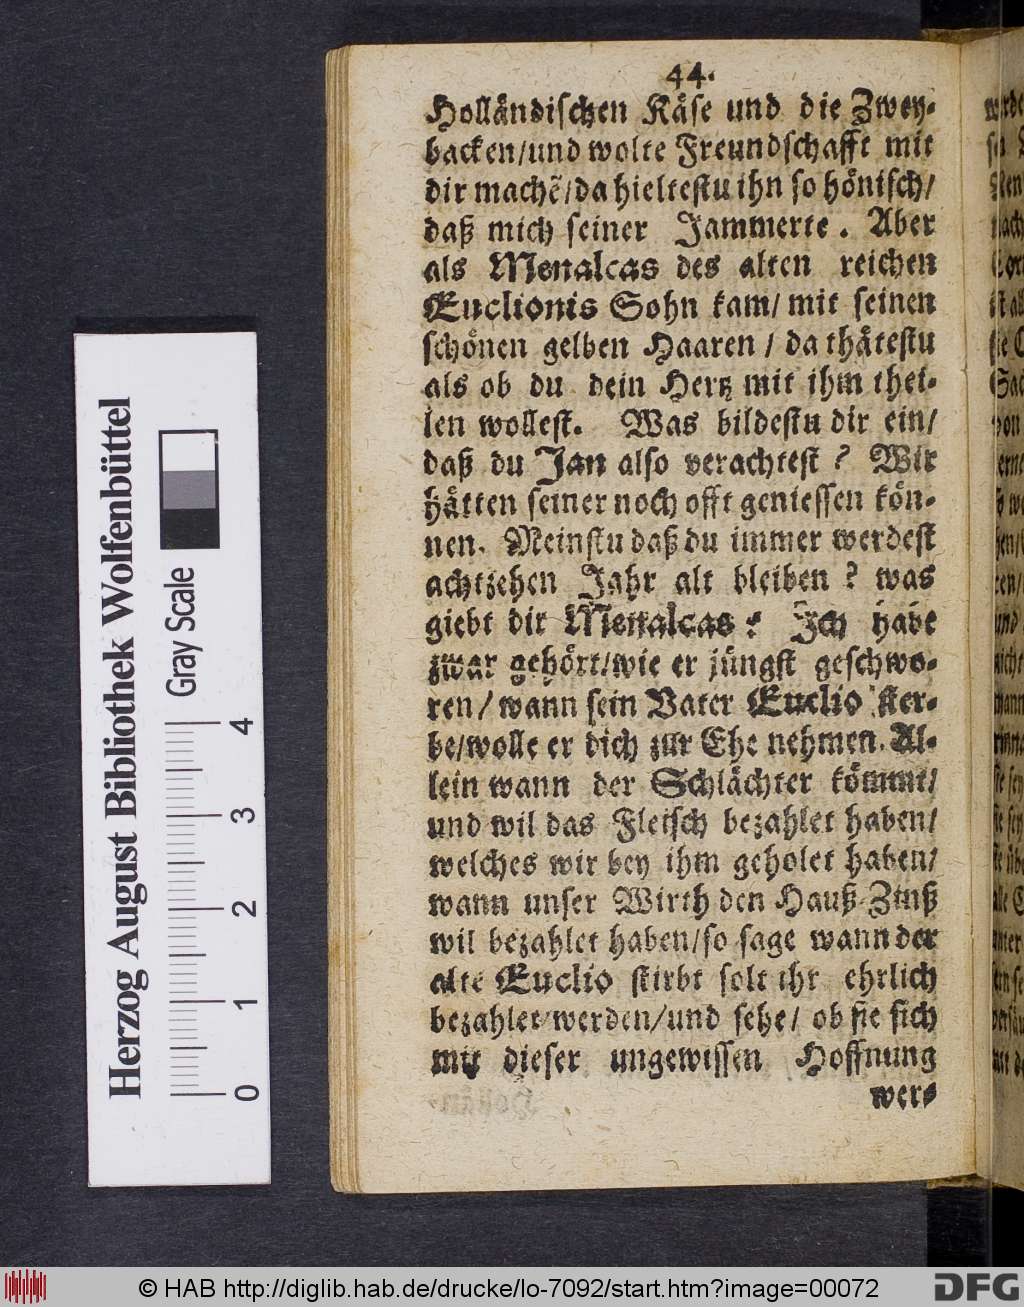 44.
Holländischen Käse und die Zwey-
backen/und wolte Freundschafft mit
dir machẽ/da hieltestu ihn so hönisch/
daß mich seiner Jammerte. Aber
als Menalcas des alten reichen
Euclionis Sohn kam/ mit seinen
schönen gelben Haaren / da thätestu
als ob du dein Hertz mit ihm thei-
len wollest. Was bildestu dir ein/
daß du Jan also verachtest? Wir
hätten seiner noch offt geniessen kön-
nen. Meinstu daß du immer werdest
achtzehen Jahr alt bleiben? was
giebt dir Menalcas? Ich habe
zwar gehört/wie er jüngst geschwo-
ren/ wann sein Vater Euclio ster-
be/wolle er dich zur Ehe nehmen. Al-
lein wann der Schlächter kömmt/
und wil das Fleisch bezahlet haben/
welches wir bey ihm geholet haben/
wann unser Wirth den Hauß-Zinß
wil bezahlet haben/so sage wann der
alte Euclio stirbt solt ihr ehrlich
bezahlet werden/und sehe/ ob sie sich
mit dieser ungewissen Hoffnung
wer-
Herzog August Bibliothek Wolfenbüttel
Gray Scale
0 1 2 3 4
© HAB http://diglib.hab.de/drucke/lo-7092/start.htm?image=00072
DFG